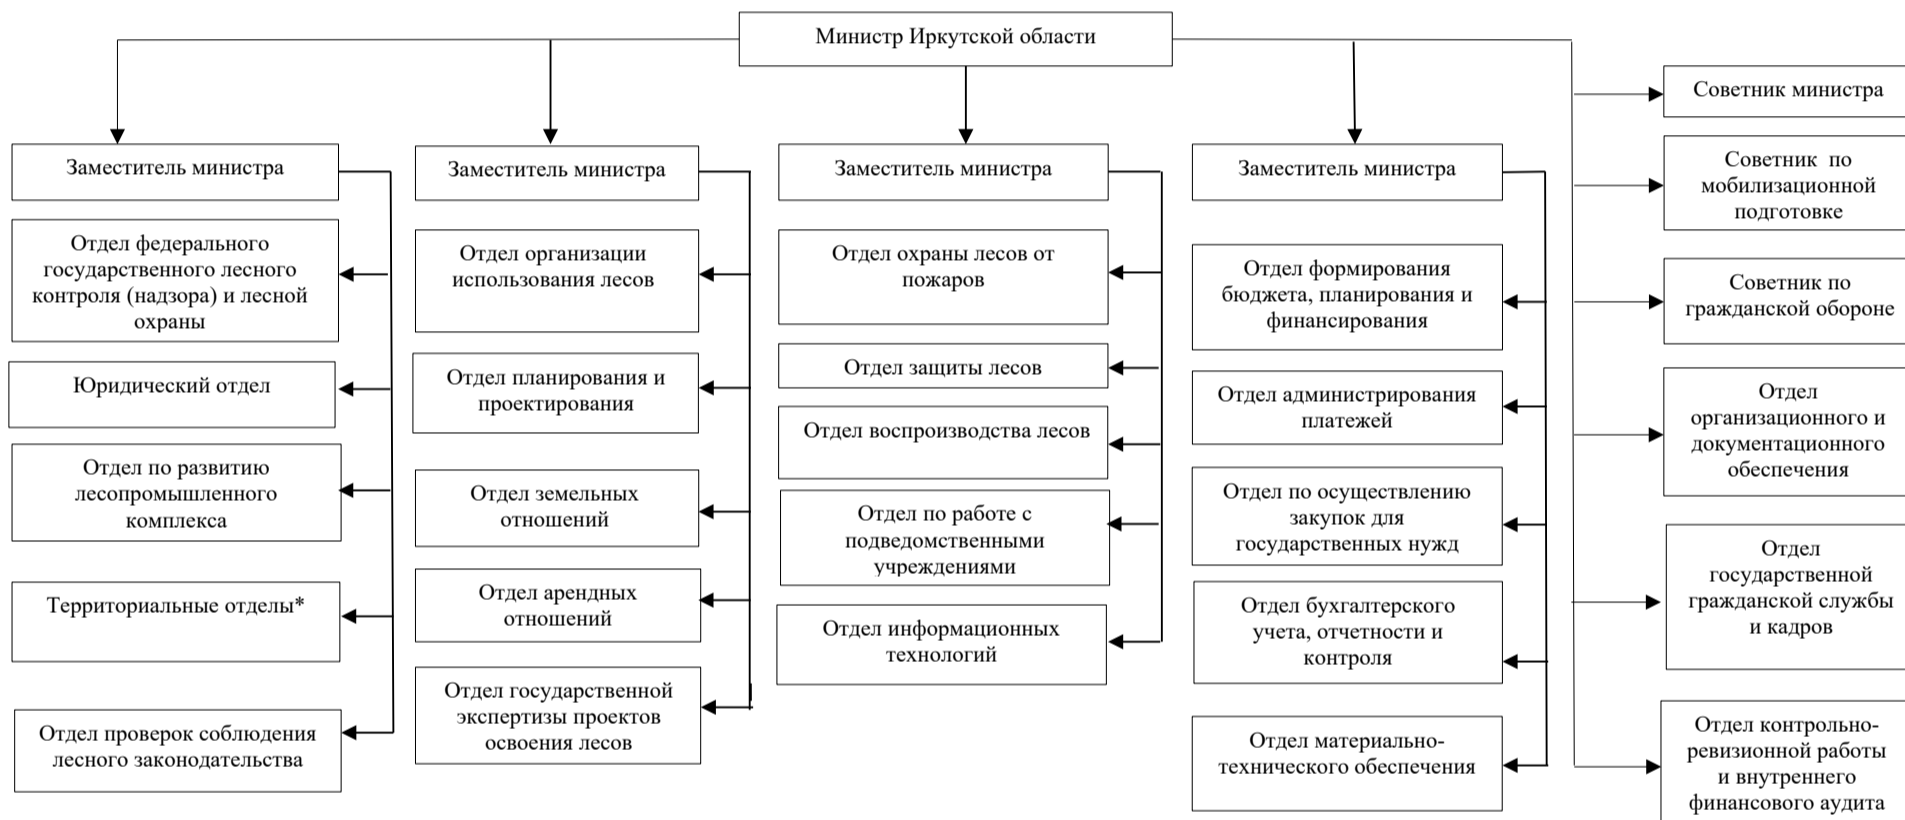 Министр Иркутской области
Заместитель министра
Отдел федерального
государственного лесного
контроля (надзора) и лесной
охраны
Юридический отдел
Отдел по развитию
лесопромышленного
комплекса
Территориальные отделы*
Отдел проверок соблюдения
лесного законодательства
Заместитель министра
Отдел организации
использования лесов
Отдел планирования и
проектирования
Отдел земельных
отношений
Отдел арендных
отношений
Отдел государственной
экспертизы проектов
освоения лесов
Заместитель министра
Отдел охраны лесов от
пожаров
Отдел защиты лесов
Отдел воспроизводства лесов
Отдел по работе с
подведомственными
учреждениями
Отдел информационных
технологий
Заместитель министра
Отдел формирования
бюджета, планирования и
финансирования
Отдел администрирования
платежей
Отдел по осуществлению
закупок для
государственных нужд
Отдел бухгалтерского
учета, отчетности и
контроля
Отдел материально-
технического обеспечения
Советник министра
Советник по
мобилизационной
подготовке
Советник по
гражданской обороне
Отдел
организационного и
документационного
обеспечения
Отдел
государственной
гражданской службы
и кадров
Отдел контрольно-
ревизионной работы
и внутреннего
финансового аудита